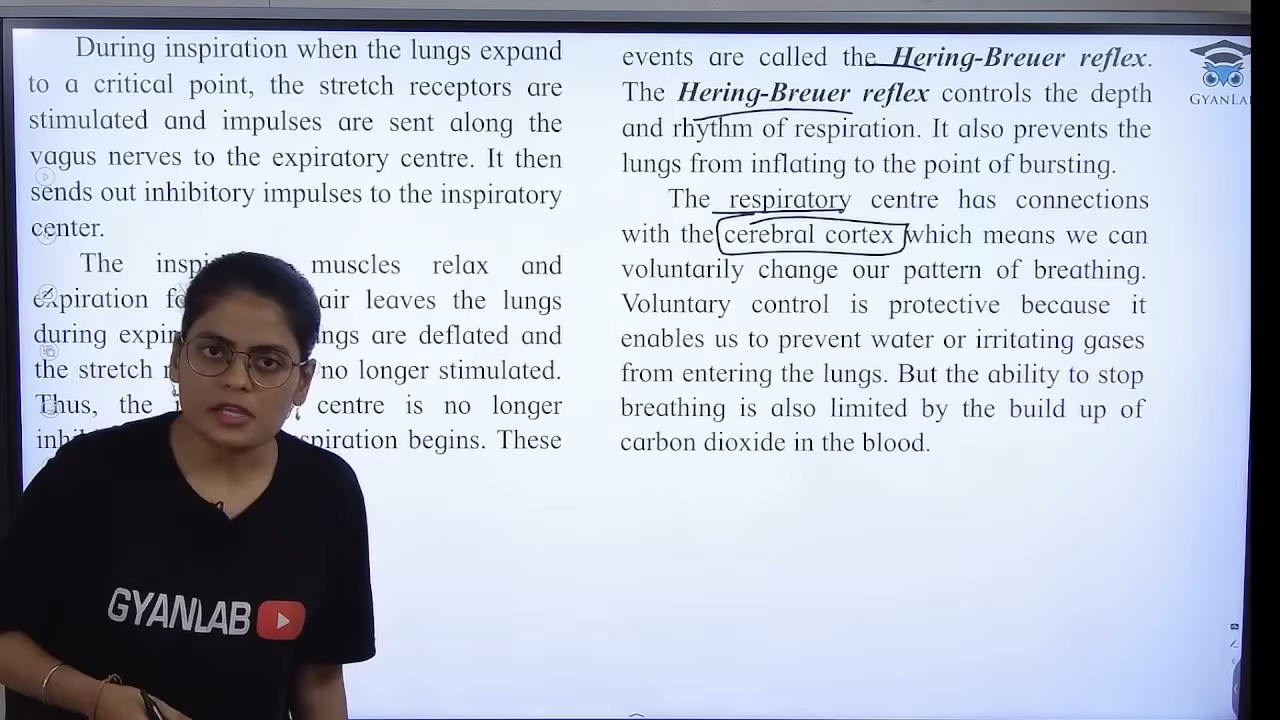 During inspiration when the lungs expand
to a critical point, the stretch receptors are
stimulated and impulses are sent along the
vagus nerves to the expiratory centre. It then
sends out inhibitory impulses to the inspiratory
center.
The muscles relax and
expiration air leaves the lungs
during are deflated and
the stretch no longer stimulated.
Thus, the centre is no longer
begins. These
events are called the Hering-Breuer reflex.
The Hering-Breuer reflex controls the depth
and rhythm of respiration. It also prevents the
lungs from inflating to the point of bursting.
The respiratory centre has connections
with the cerebral cortex which means we can
voluntarily change our pattern of breathing.
Voluntary control is protective because it
enables us to prevent water or irritating gases
from entering the lungs. But the ability to stop
breathing is also limited by the build up of
carbon dioxide in the blood.
GYANLAB